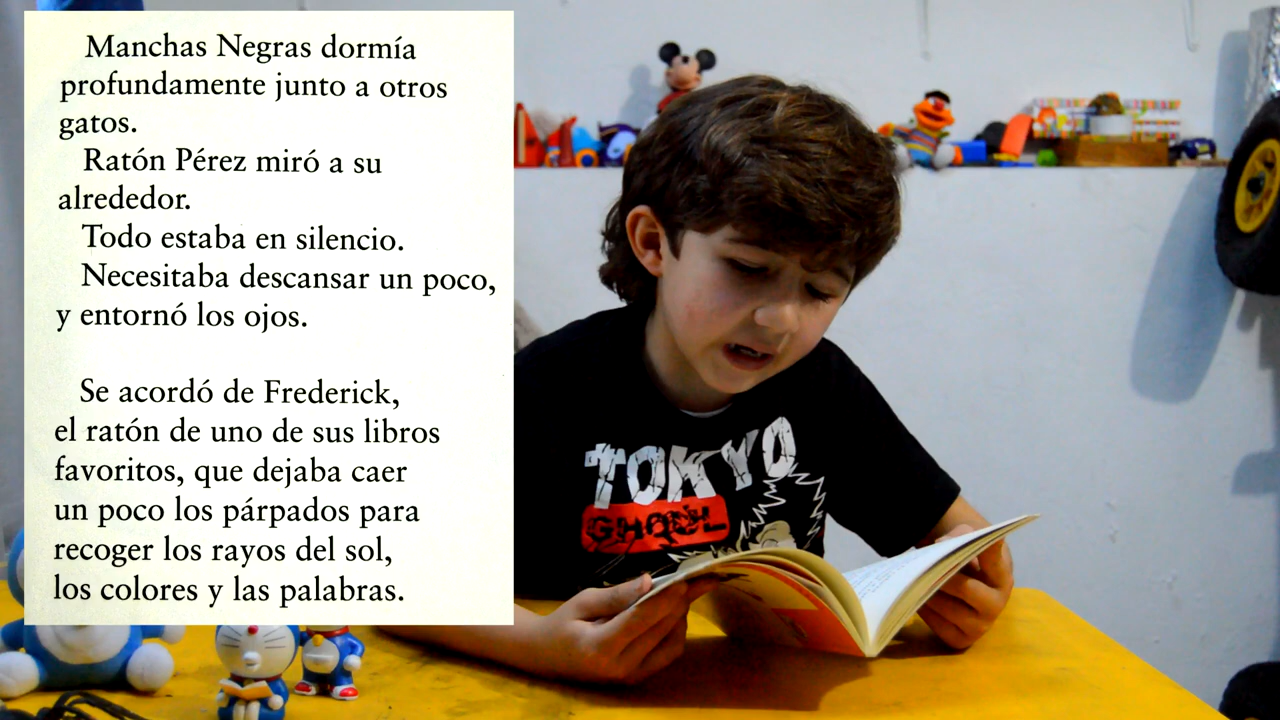 Manchas Negras dormía
profundamente junto a otros
gatos.
Ratón Pérez miró a su
alrededor.
Todo estaba en silencio.
Necesitaba descansar un poco,
y entornó los ojos.
Se acordó de Frederick,
el ratón de uno de sus libros
favoritos, que dejaba caer
un poco los párpados para
recoger los rayos del sol,
los colores y las palabras.
TOKYO
GHOUL